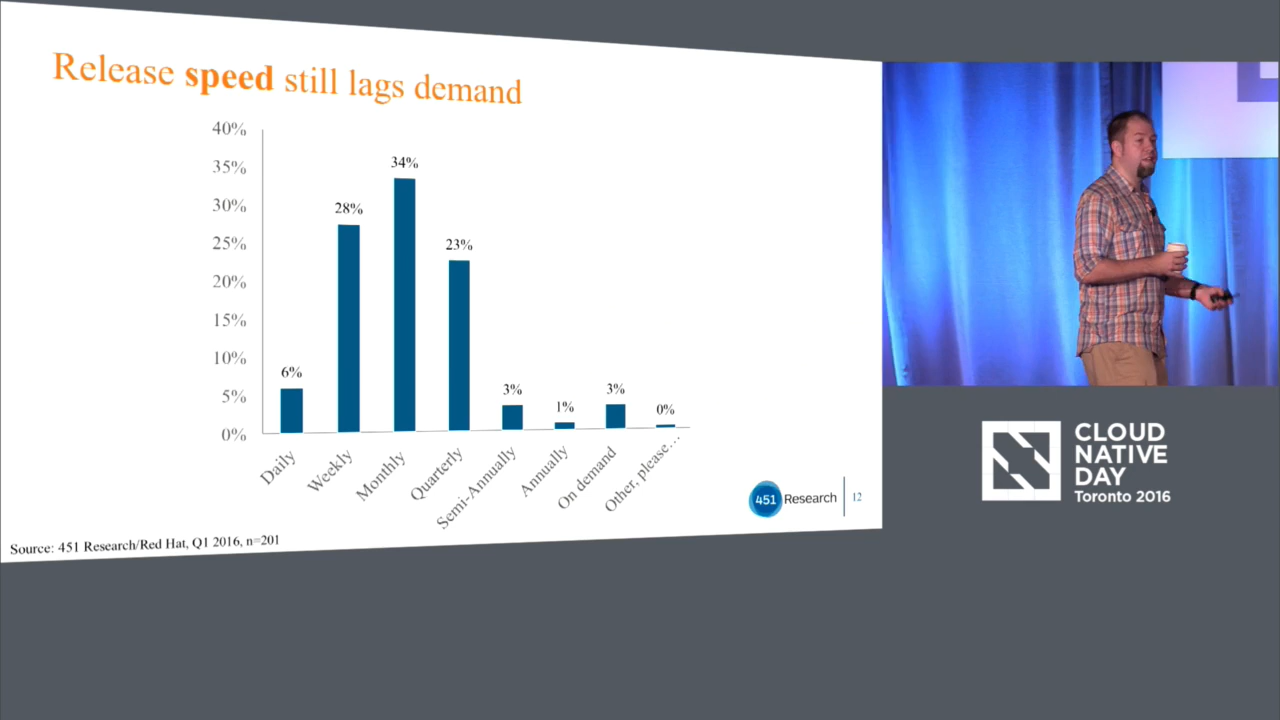 Release speed still lags demand
40%
35%
30%
25%
20%
15%
10%
5%
0%
6%
28%
34%
23%
3%
1%
3%
0%
Daily
Weekly
Monthly
Quarterly
Semi-Annually
Annually
On demand
Other, please…
451 Research
12
Source: 451 Research/Red Hat, Q1 2016, n=201
CLOUD
NATIVE
DAY
Toronto 2016